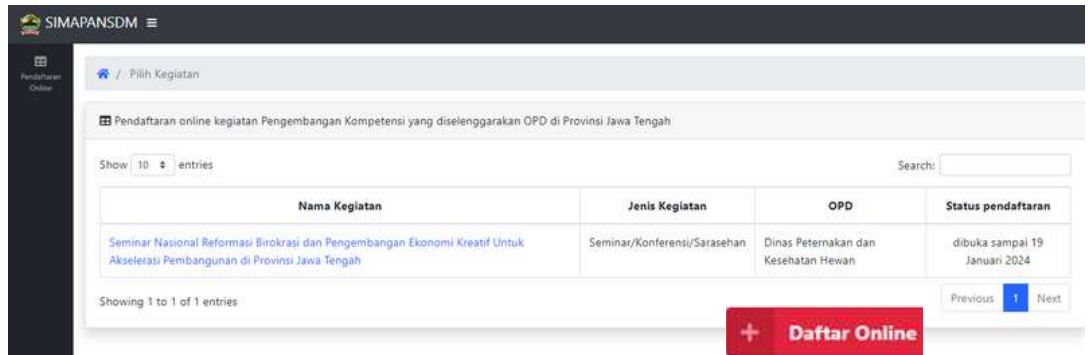 SIMAPANSDM
Pendaftaran
Online
/ Pilih Kegiatan
Pendaftaran online kegiatan Pengembangan Kompetensi yang diselenggarakan OPD di Provinsi Jawa Tengah
Show 10 entries
Search:
Nama Kegiatan Jenis Kegiatan OPD Status pendaftaran
Seminar Nasional Reformasi Birokrasi dan Pengembangan Ekonomi Kreatif Untuk
Akselerasi Pembangunan di Provinsi Jawa Tengah
Seminar/Konferensi/Sarasehan
Dinas Peternakan dan
Kesehatan Hewan
dibuka sampai 19
Januari 2024
Showing 1 to 1 of 1 entries
Previous 1 Next
+ Daftar Online